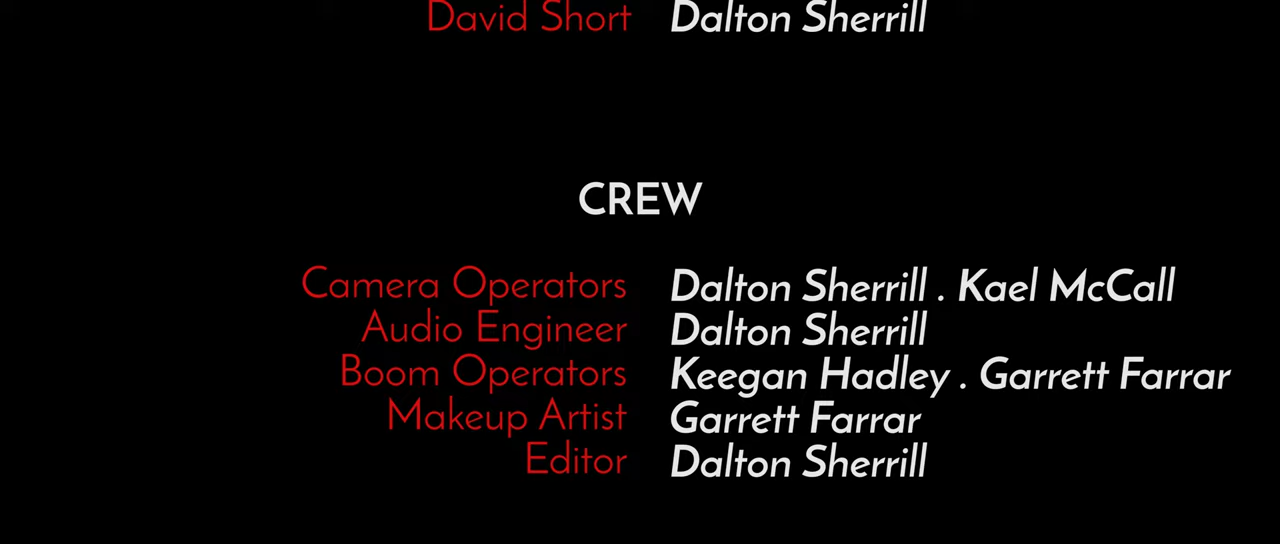 David Short Dalton Sherrill
CREW
Camera Operators Dalton Sherrill . Kael McCall
Audio Engineer Dalton Sherrill
Boom Operators Keegan Hadley . Garrett Farrar
Makeup Artist Garrett Farrar
Editor Dalton Sherrill